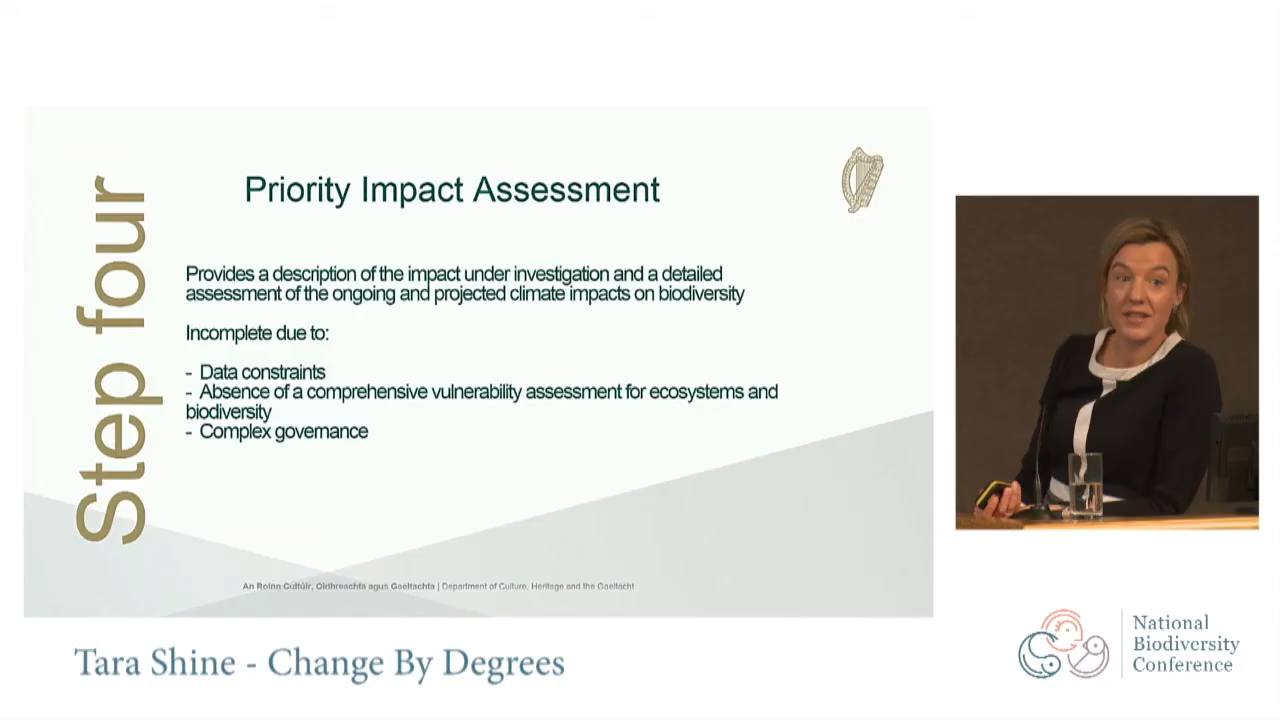 Step four
Priority Impact Assessment
Provides a description of the impact under investigation and a detailed
assessment of the ongoing and projected climate impacts on biodiversity
Incomplete due to:
- Data constraints
- Absence of a comprehensive vulnerability assessment for ecosystems and
biodiversity
- Complex governance
An Roinn Cultúir, Oidhreachta agus Gaeltachta | Department of Culture, Heritage and the Gaeltacht
Tara Shine - Change By Degrees
National
Biodiversity
Conference